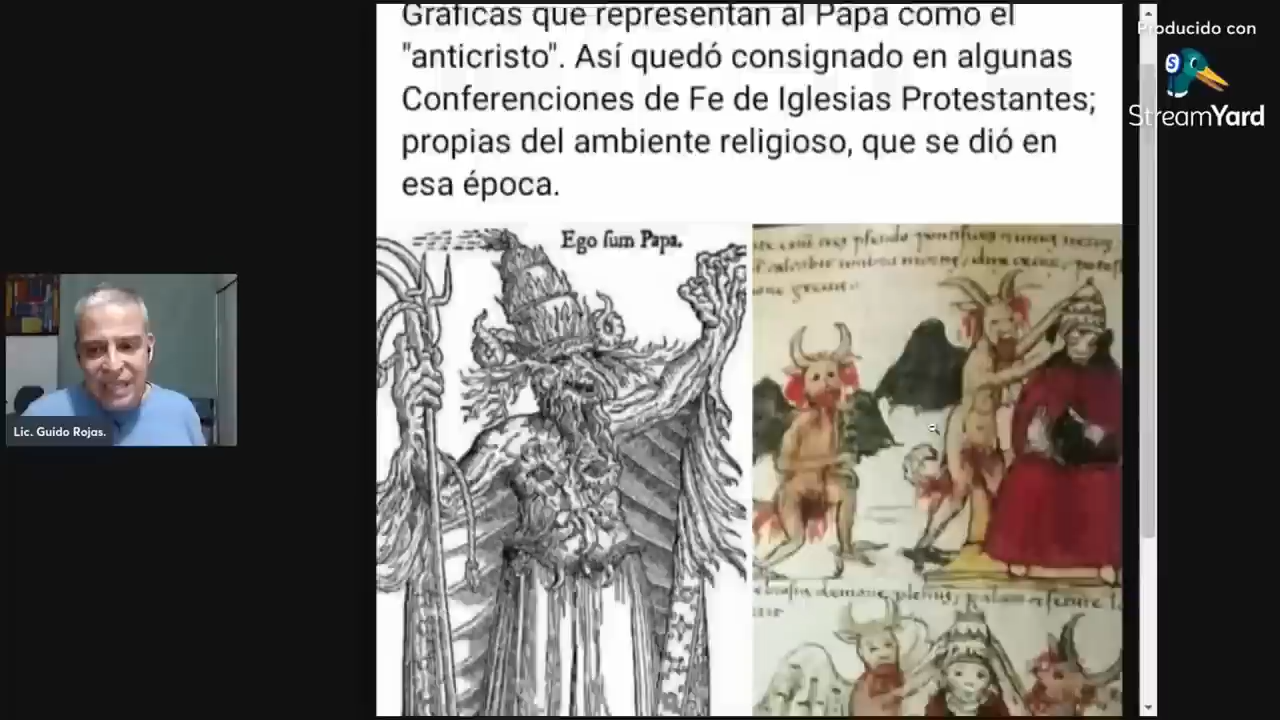 Gráficas que representan al Papa como el
"anticristo". Así quedó consignado en algunas
Conferenciones de Fe de Iglesias Protestantes;
propias del ambiente religioso, que se dió en
esa época.
Ego ſum Papa.
Producido con
S
StreamYard
Lic. Guido Rojas.